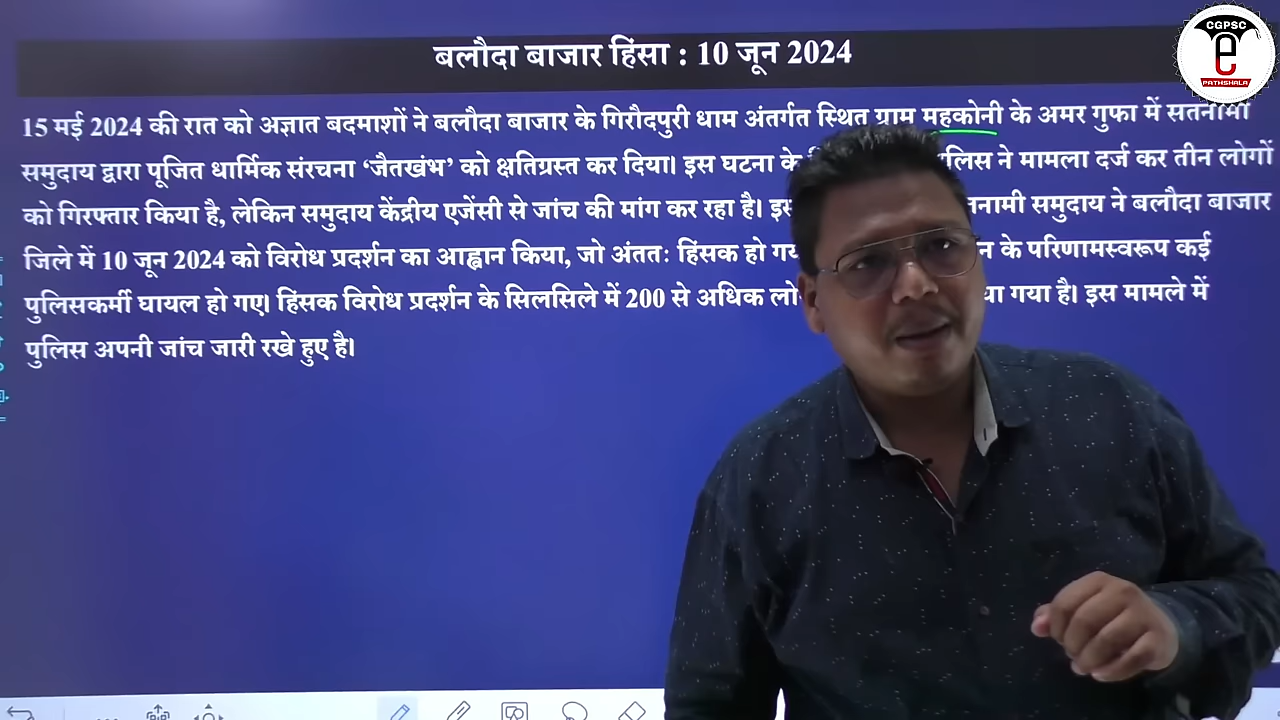 बलौदा बाजार हिंसा : 10 जून 2024
CGPSC
e
PATHSHALA
15 मई 2024 की रात को अज्ञात बदमाशों ने बलौदा बाजार के गिरौदपुरी धाम अंतर्गत स्थित ग्राम महकोनी के अमर गुफा में सतनामी
समुदाय द्वारा पूजित धार्मिक संरचना ‘जैतखंभ’ को क्षतिग्रस्त कर दिया। इस घटना के ने मामला दर्ज कर तीन लोगों
को गिरफ्तार किया है, लेकिन समुदाय केंद्रीय एजेंसी से जांच की मांग कर रहा है। समुदाय ने बलौदा बाजार
जिले में 10 जून 2024 को विरोध प्रदर्शन का आह्वान किया, जो अंततः हिंसक हो के परिणामस्वरूप कई
पुलिसकर्मी घायल हो गए। हिंसक विरोध प्रदर्शन के सिलसिले में 200 से अधिक गया है। इस मामले में
पुलिस अपनी जांच जारी रखे हुए है।